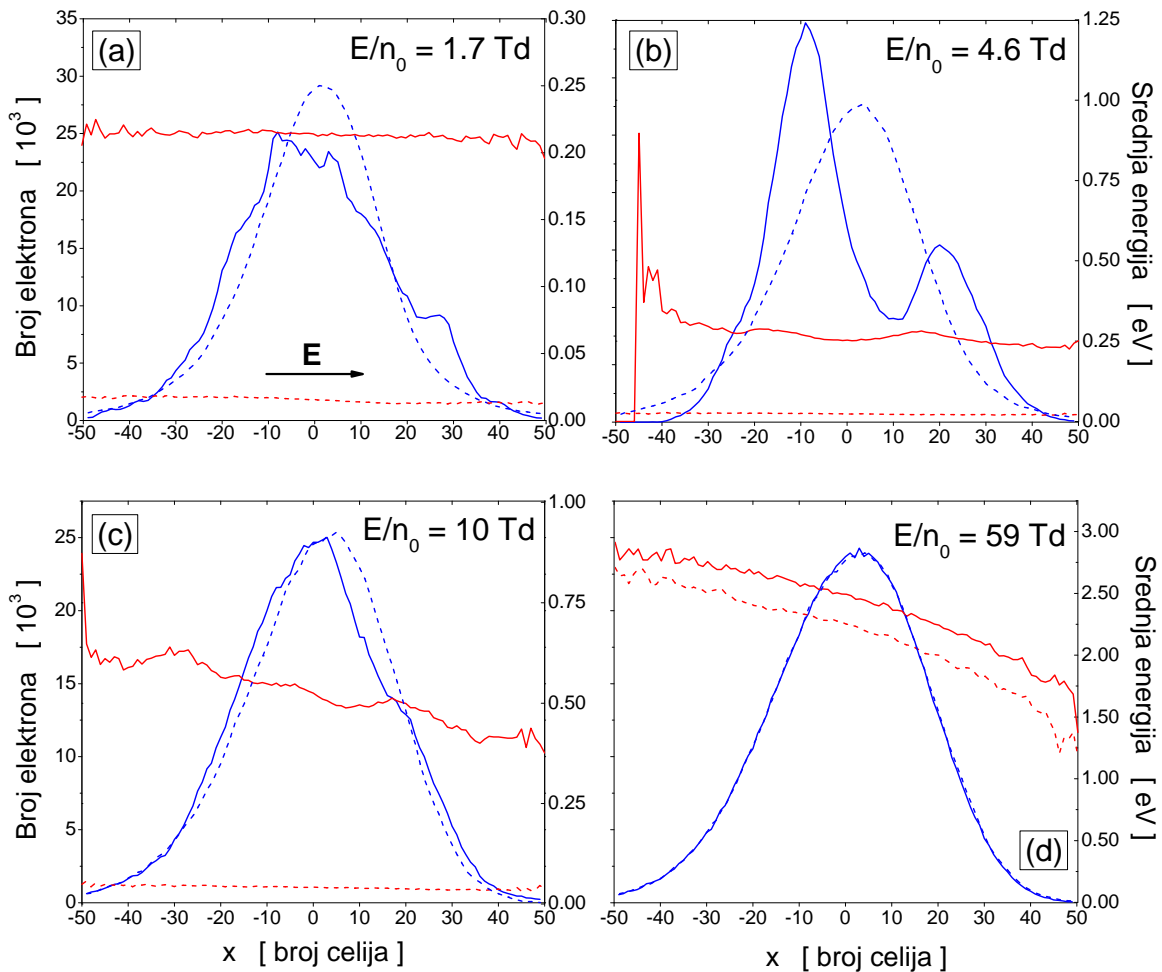 (a)
E/n0 = 1.7 Td
Broj elektrona [ 10³ ]
35
30
25
20
15
10
5
0
0.30
0.25
0.20
0.15
0.10
0.05
0.00
E
-50 -40 -30 -20 -10 0 10 20 30 40 50
(b)
E/n0 = 4.6 Td
1.25
1.00
0.75
0.50
0.25
0.00
Srednja energija [ eV ]
-50 -40 -30 -20 -10 0 10 20 30 40 50
(c)
E/n0 = 10 Td
Broj elektrona [ 10³ ]
25
20
15
10
5
0
1.00
0.75
0.50
0.25
0.00
-50 -40 -30 -20 -10 0 10 20 30 40 50
x [ broj celija ]
E/n0 = 59 Td
(d)
3.00
2.50
2.00
1.50
1.00
0.50
0.00
Srednja energija [ eV ]
-50 -40 -30 -20 -10 0 10 20 30 40 50
x [ broj celija ]